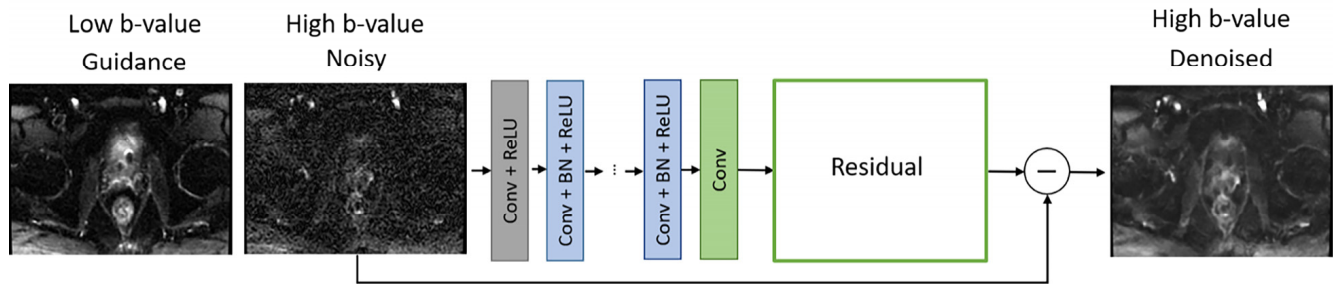 Low b-value
Guidance
High b-value
Noisy
Conv + ReLU
Conv + BN + ReLU
...
Conv + BN + ReLU
Conv
Residual
−
High b-value
Denoised